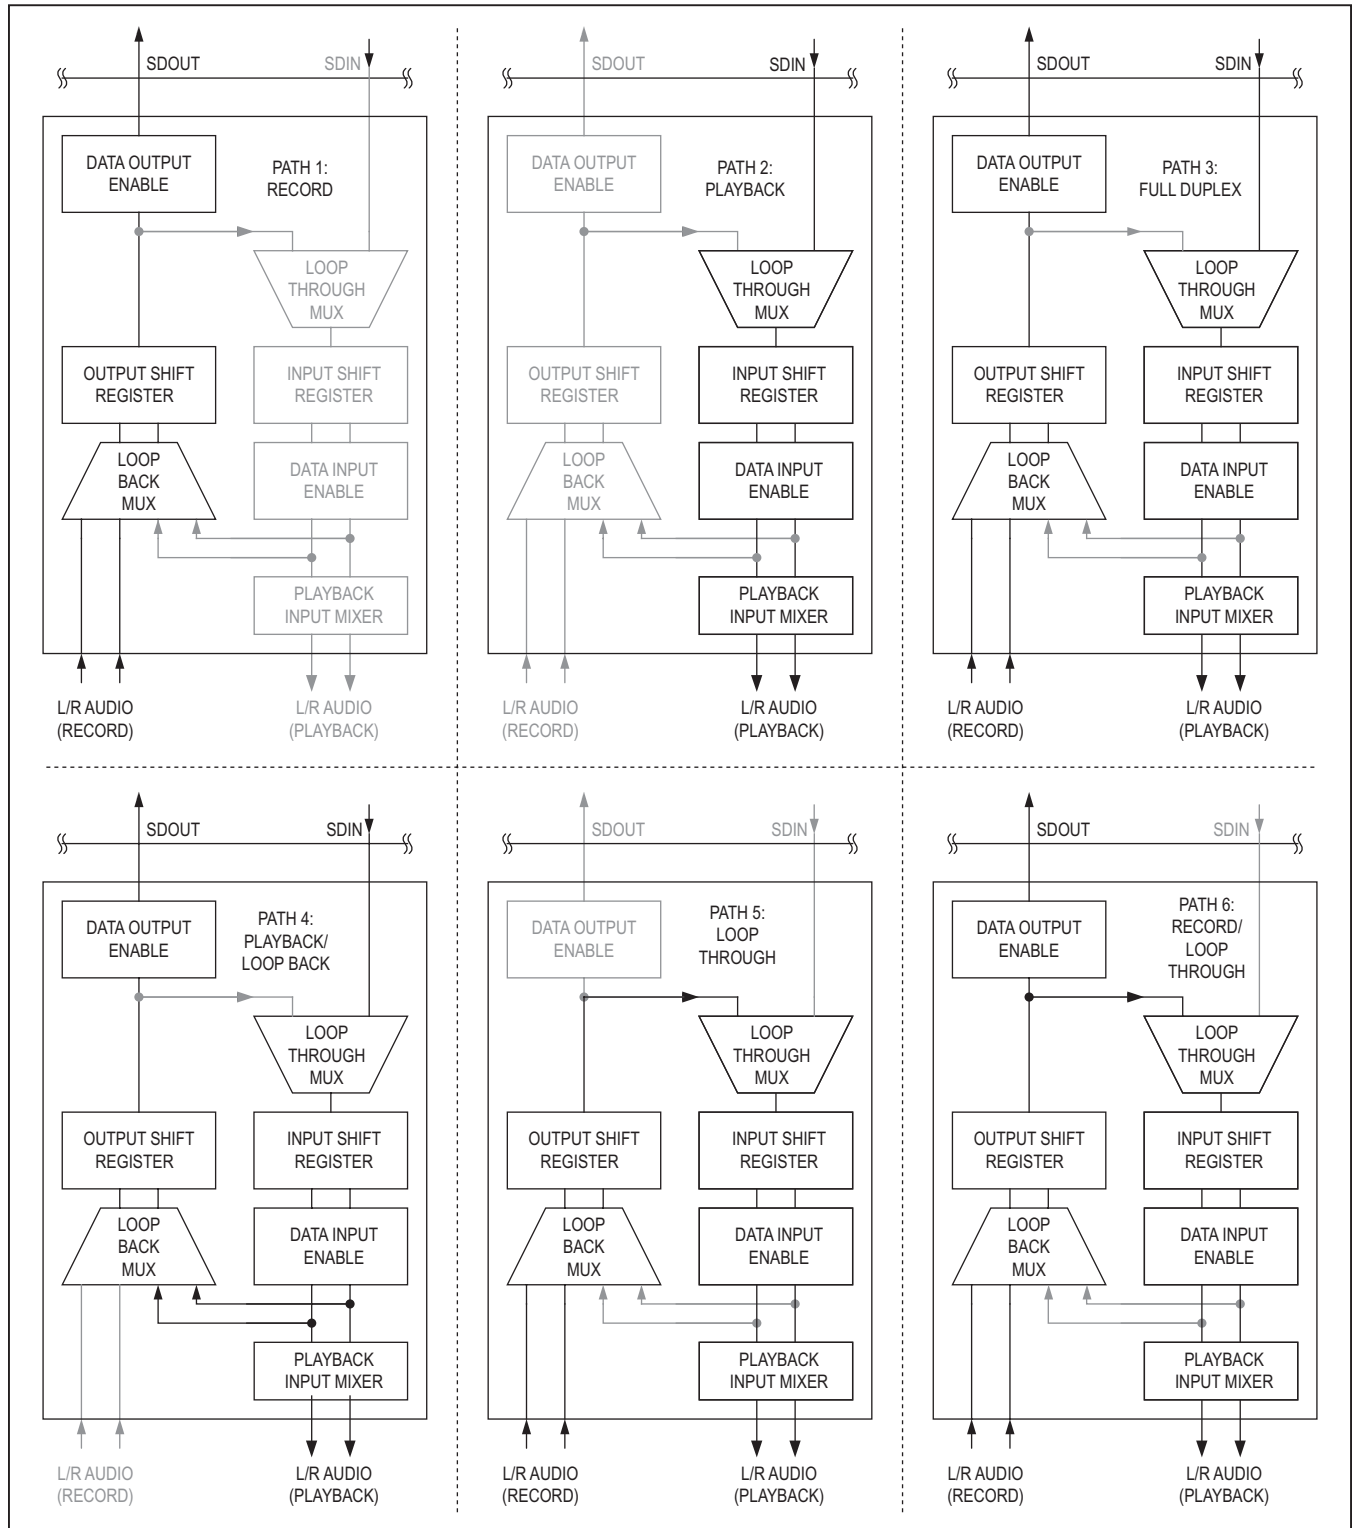 SDOUT
SDIN
DATA OUTPUT
ENABLE
PATH 1:
RECORD
LOOP
THROUGH
MUX
OUTPUT SHIFT
REGISTER
INPUT SHIFT
REGISTER
LOOP
BACK
MUX
DATA INPUT
ENABLE
PLAYBACK
INPUT MIXER
L/R AUDIO
(RECORD)
L/R AUDIO
(PLAYBACK)
SDOUT
SDIN
DATA OUTPUT
ENABLE
PATH 2:
PLAYBACK
LOOP
THROUGH
MUX
OUTPUT SHIFT
REGISTER
INPUT SHIFT
REGISTER
LOOP
BACK
MUX
DATA INPUT
ENABLE
PLAYBACK
INPUT MIXER
L/R AUDIO
(RECORD)
L/R AUDIO
(PLAYBACK)
SDOUT
SDIN
DATA OUTPUT
ENABLE
PATH 3:
FULL DUPLEX
LOOP
THROUGH
MUX
OUTPUT SHIFT
REGISTER
INPUT SHIFT
REGISTER
LOOP
BACK
MUX
DATA INPUT
ENABLE
PLAYBACK
INPUT MIXER
L/R AUDIO
(RECORD)
L/R AUDIO
(PLAYBACK)
SDOUT
SDIN
DATA OUTPUT
ENABLE
PATH 4:
PLAYBACK/
LOOP BACK
LOOP
THROUGH
MUX
OUTPUT SHIFT
REGISTER
INPUT SHIFT
REGISTER
LOOP
BACK
MUX
DATA INPUT
ENABLE
PLAYBACK
INPUT MIXER
L/R AUDIO
(RECORD)
L/R AUDIO
(PLAYBACK)
SDOUT
SDIN
DATA OUTPUT
ENABLE
PATH 5:
LOOP
THROUGH
LOOP
THROUGH
MUX
OUTPUT SHIFT
REGISTER
INPUT SHIFT
REGISTER
LOOP
BACK
MUX
DATA INPUT
ENABLE
PLAYBACK
INPUT MIXER
L/R AUDIO
(RECORD)
L/R AUDIO
(PLAYBACK)
SDOUT
SDIN
DATA OUTPUT
ENABLE
PATH 6:
RECORD/
LOOP
THROUGH
LOOP
THROUGH
MUX
OUTPUT SHIFT
REGISTER
INPUT SHIFT
REGISTER
LOOP
BACK
MUX
DATA INPUT
ENABLE
PLAYBACK
INPUT MIXER
L/R AUDIO
(RECORD)
L/R AUDIO
(PLAYBACK)